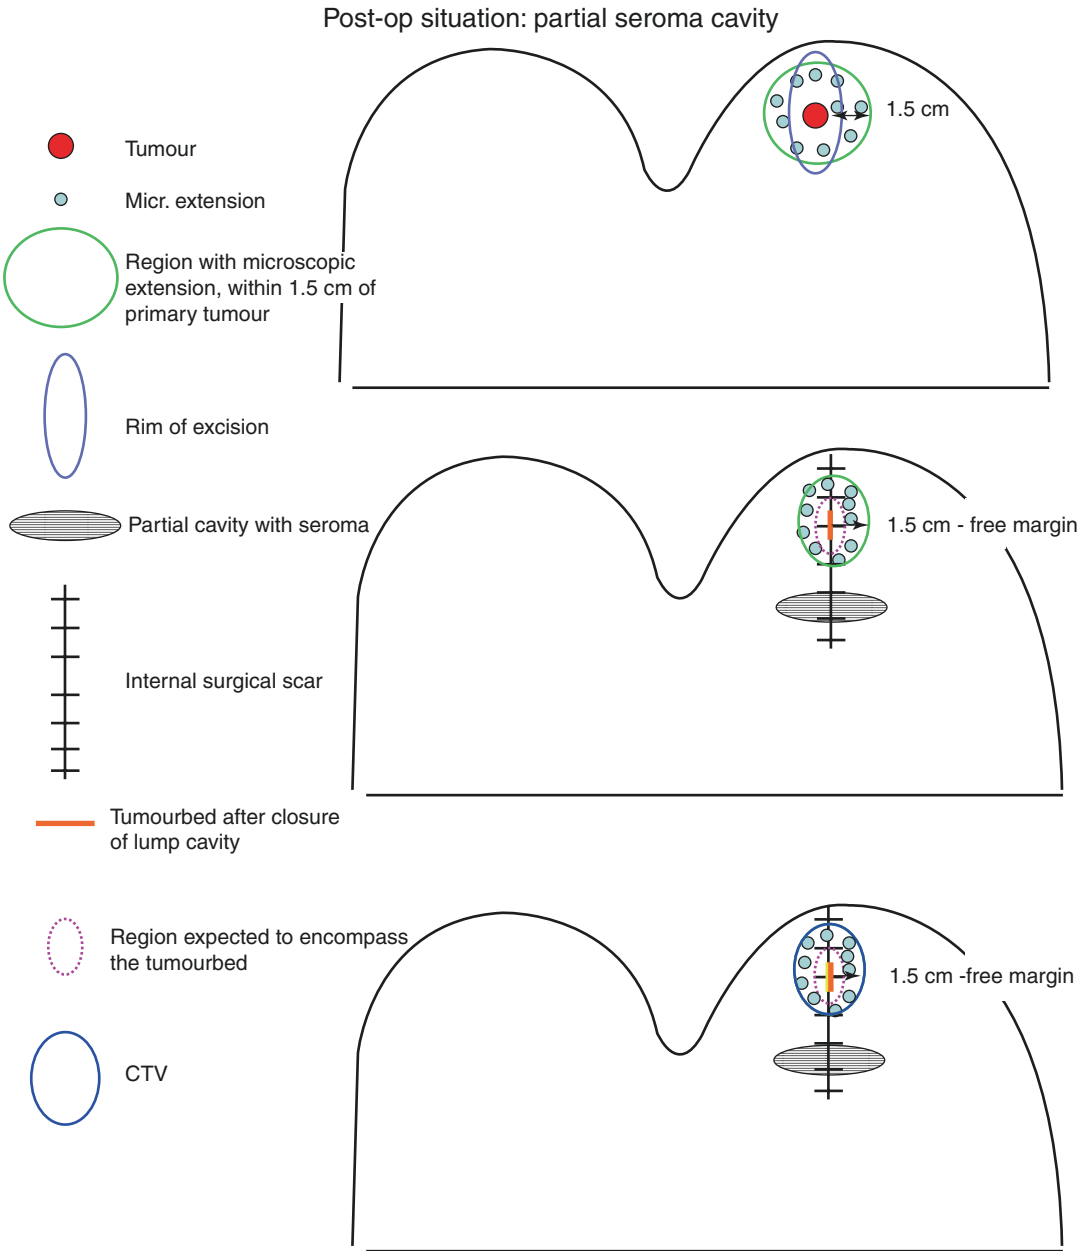 Post-op situation: partial seroma cavity
1.5 cm
Tumour
Micr. extension
Region with microscopic
extension, within 1.5 cm of
primary tumour
Rim of excision
Partial cavity with seroma
1.5 cm - free margin
Internal surgical scar
Tumourbed after closure
of lump cavity
Region expected to encompass
the tumourbed
1.5 cm -free margin
CTV